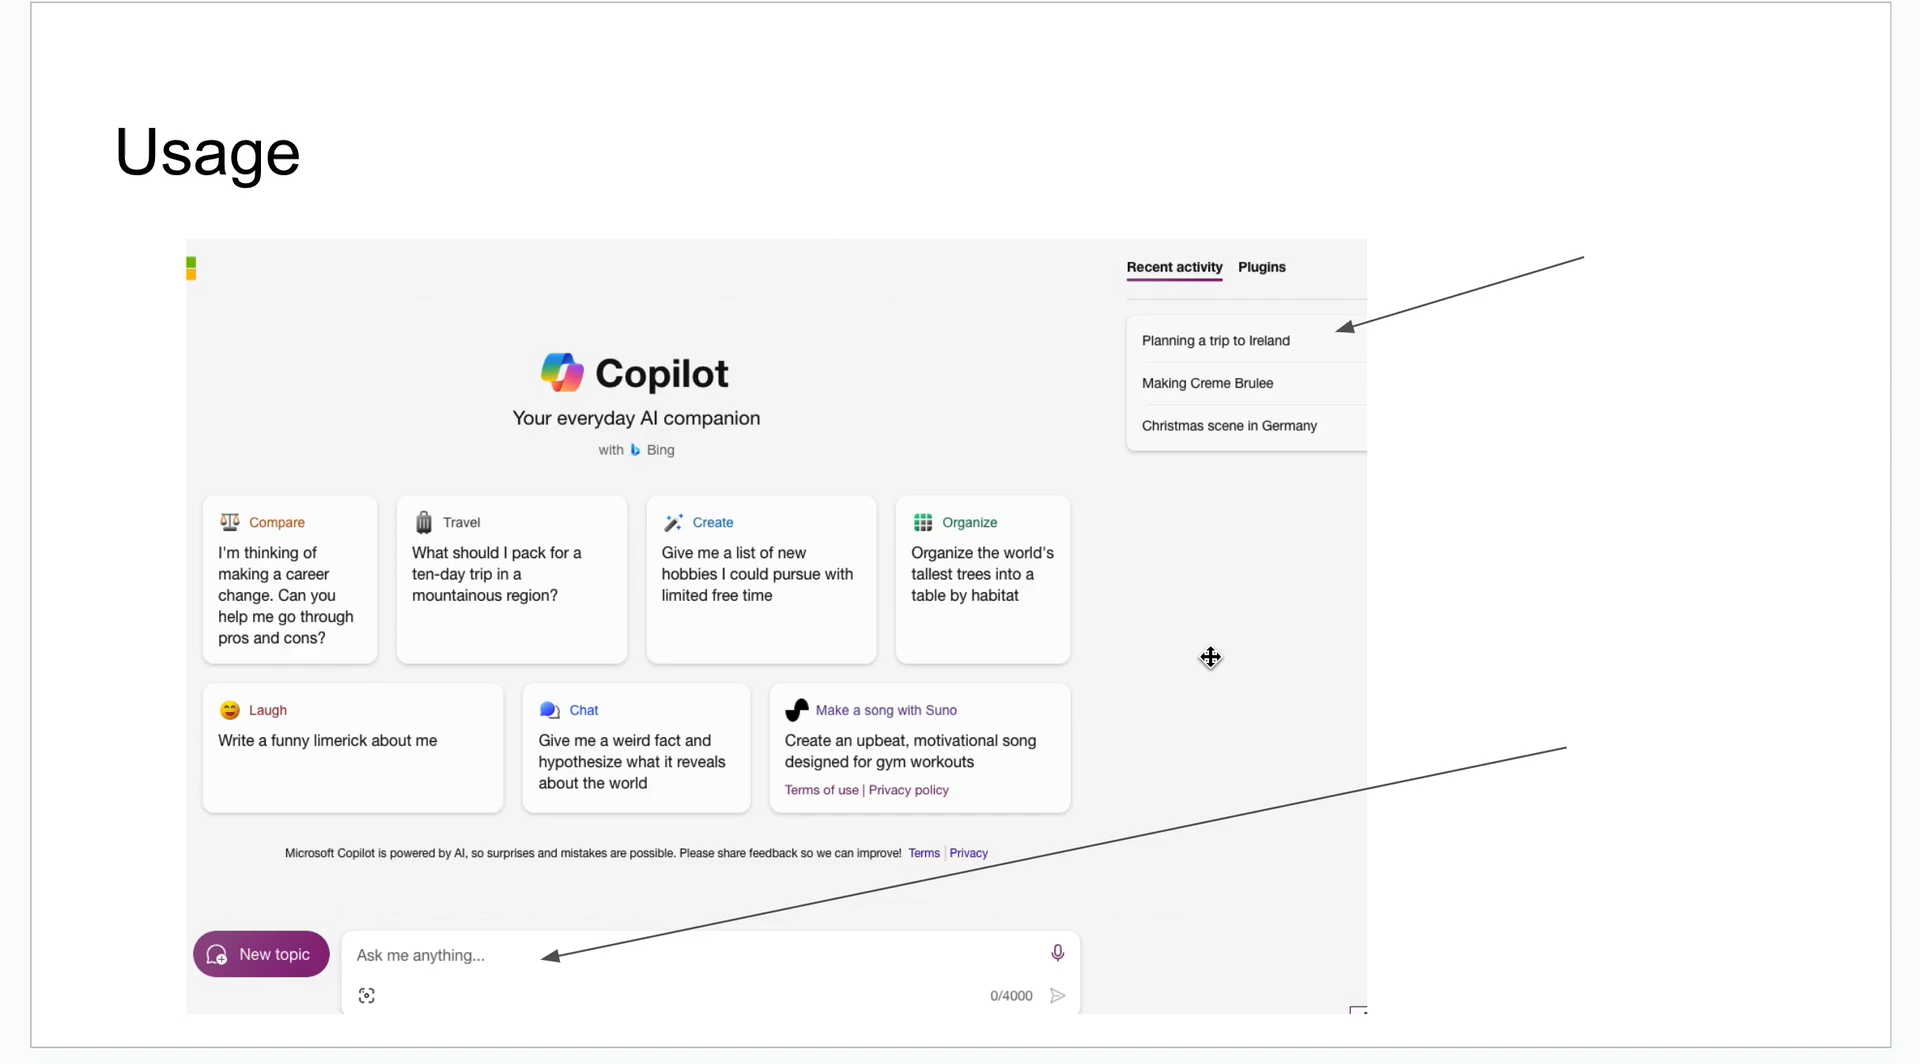 Usage
Recent activity Plugins
Planning a trip to Ireland
Making Creme Brulee
Christmas scene in Germany
Copilot
Your everyday AI companion
with Bing
Compare
I'm thinking of
making a career
change. Can you
help me go through
pros and cons?
Travel
What should I pack for a
ten-day trip in a
mountainous region?
Create
Give me a list of new
hobbies I could pursue with
limited free time
Organize
Organize the world's
tallest trees into a
table by habitat
Laugh
Write a funny limerick about me
Chat
Give me a weird fact and
hypothesize what it reveals
about the world
Make a song with Suno
Create an upbeat, motivational song
designed for gym workouts
Terms of use | Privacy policy
Microsoft Copilot is powered by AI, so surprises and mistakes are possible. Please share feedback so we can improve! Terms | Privacy
New topic
Ask me anything...
0/4000